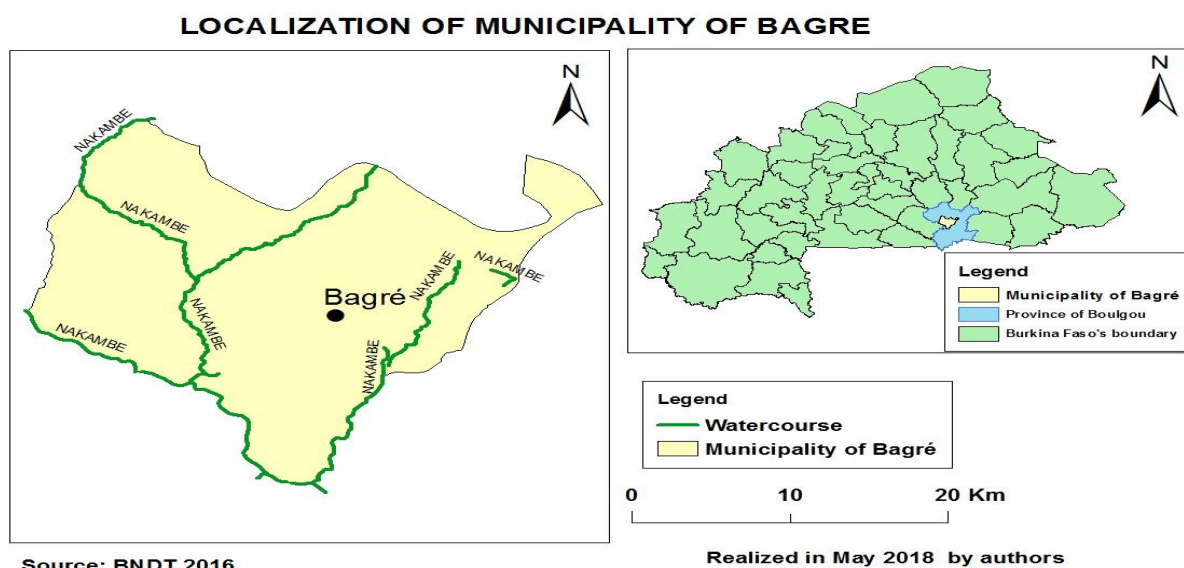 LOCALIZATION OF MUNICIPALITY OF BAGRE
N
NAKAMBE
NAKAMBE
NAKAMBE
NAKAMBE
NAKAMBE
NAKAMBE
NAKAMBE
Bagré
N
Legend
Municipality of Bagré
Province of Boulgou
Burkina Faso's boundary
Legend
Watercourse
Municipality of Bagré
0 10 20 Km
Source: BNDT 2016
Realized in May 2018 by authors